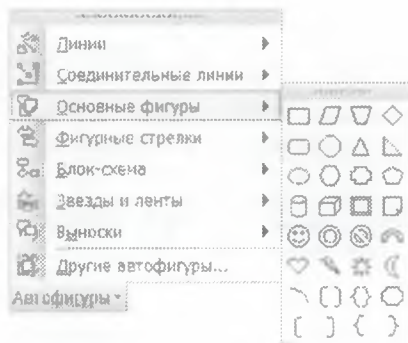 Линии
Соединительные линии
Основные фигуры
Фигурные стрелки
Блок-схема
Звезды и ленты
Выноски
Другие автофигуры...
Автофигуры